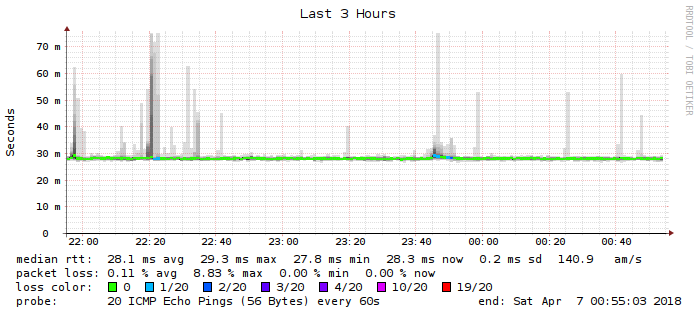 Last 3 Hours
RRDTOOL / TOBI OETIKER
Seconds
70 m
60 m
50 m
40 m
30 m
20 m
10 m
0
22:00 22:20 22:40 23:00 23:20 23:40 00:00 00:20 00:40
median rtt: 28.1 ms avg 29.3 ms max 27.8 ms min 28.3 ms now 0.2 ms sd 140.9 am/s
packet loss: 0.11 % avg 8.83 % max 0.00 % min 0.00 % now
loss color: 0 1/20 2/20 3/20 4/20 10/20 19/20
probe: 20 ICMP Echo Pings (56 Bytes) every 60s end: Sat Apr 7 00:55:03 2018